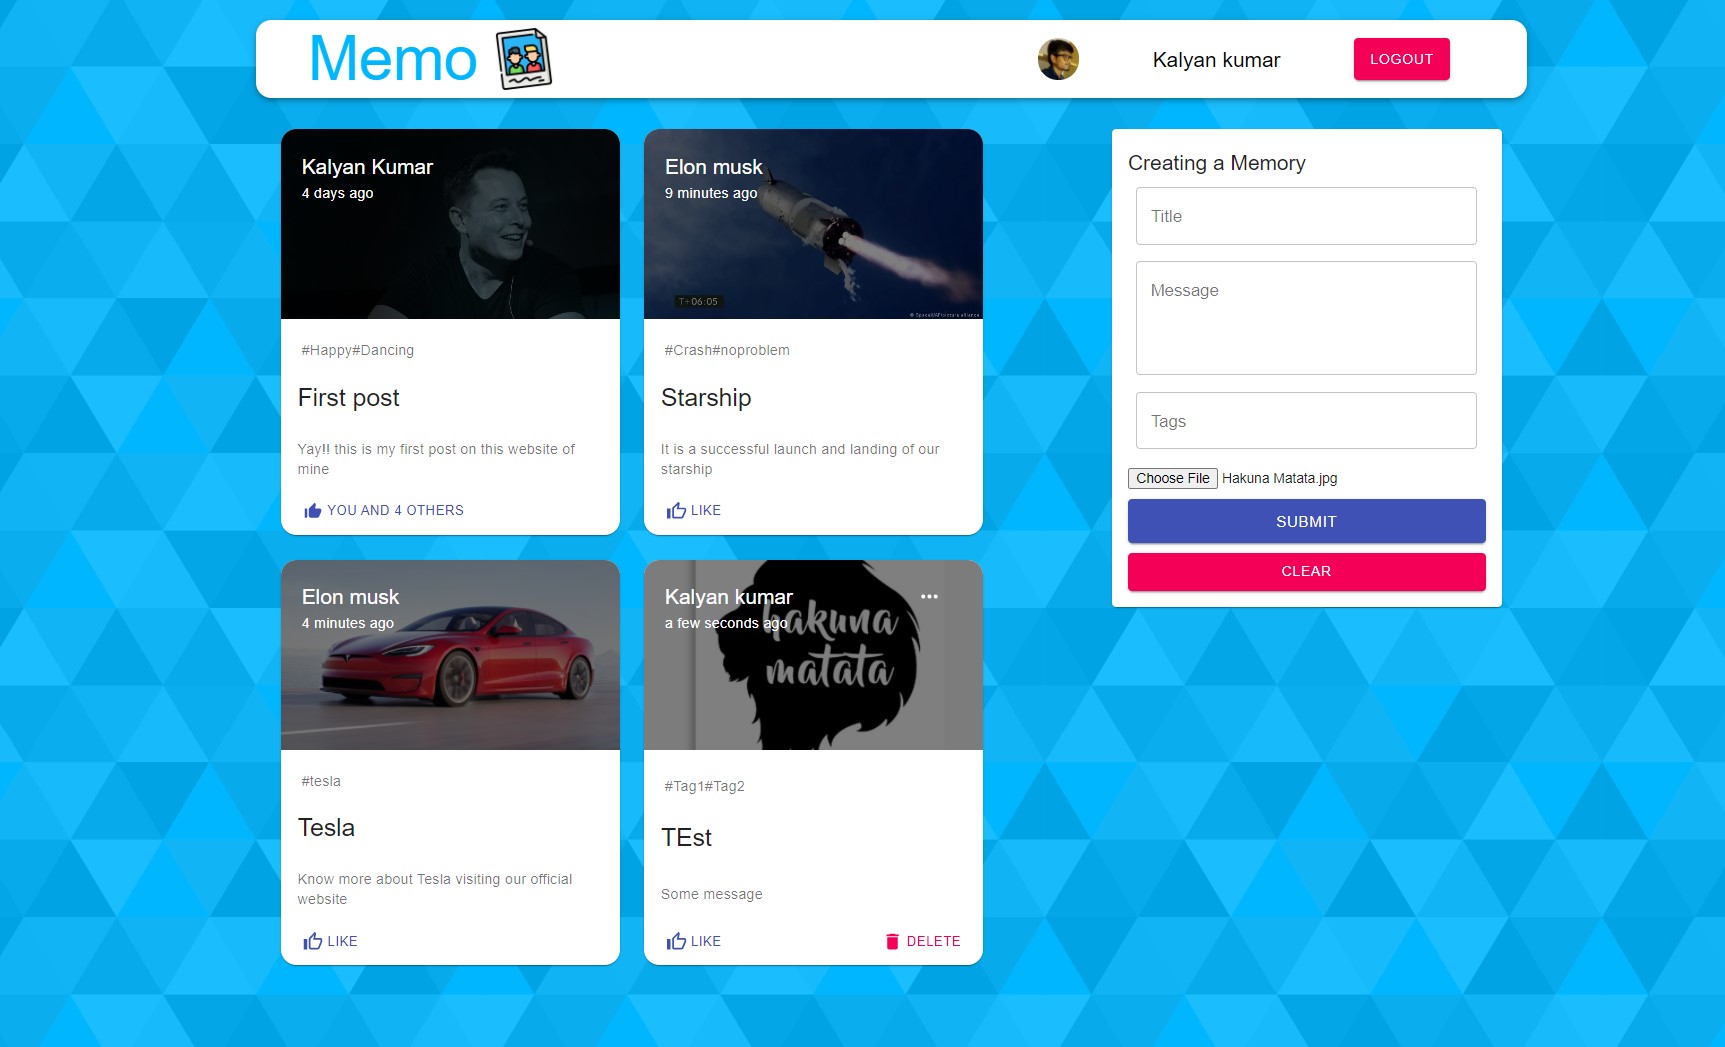 Memo
Kalyan kumar
LOGOUT
Kalyan Kumar
4 days ago
#Happy#Dancing
First post
Yay!! this is my first post on this website of
mine
YOU AND 4 OTHERS
Elon musk
9 minutes ago
T+06:05
#Crash#noproblem
Starship
It is a successful launch and landing of our
starship
LIKE
Elon musk
4 minutes ago
#tesla
Tesla
Know more about Tesla visiting our official
website
LIKE
Kalyan kumar
a few seconds ago
hakuna
matata
#Tag1#Tag2
TEst
Some message
LIKE
DELETE
Creating a Memory
Title
Message
Tags
Choose File Hakuna Matata.jpg
SUBMIT
CLEAR